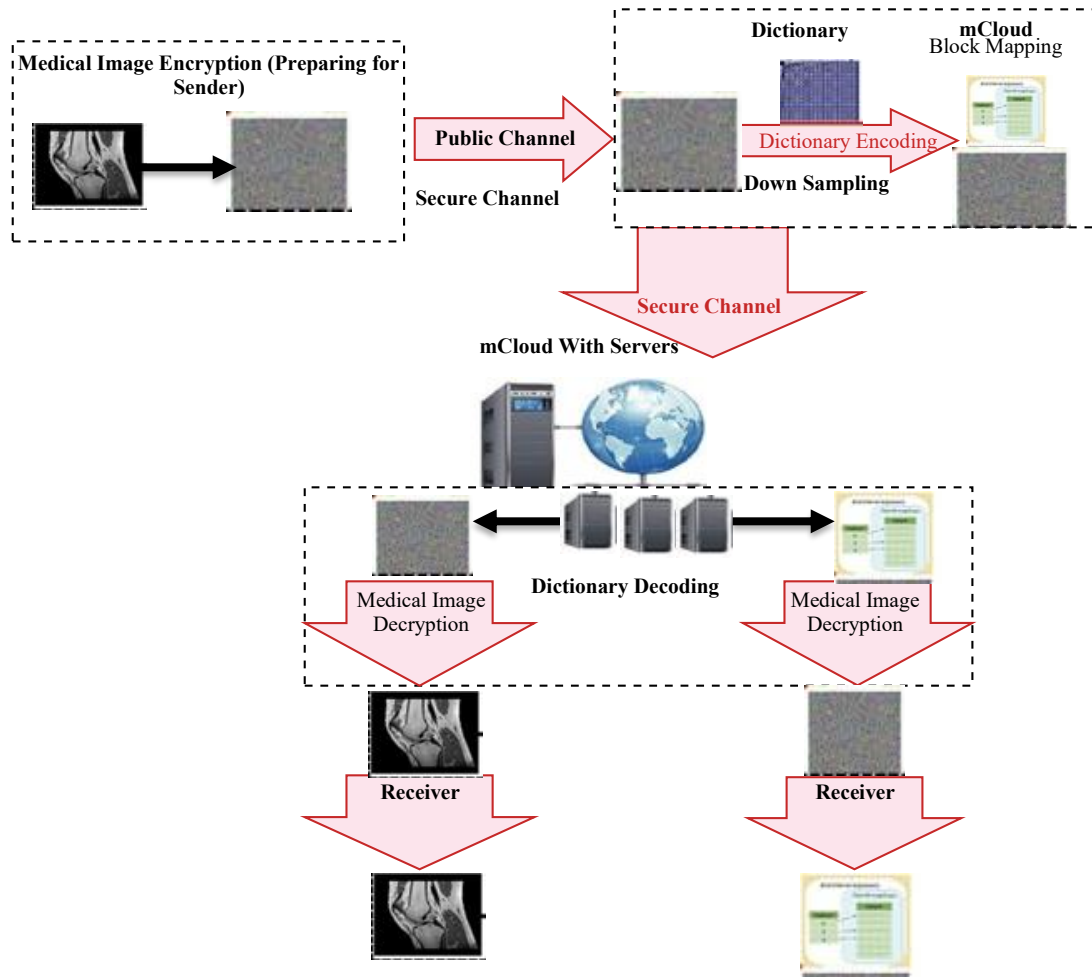 Medical Image Encryption (Preparing for
Sender)
Public Channel
Secure Channel
Dictionary
mCloud
Block Mapping
Dictionary Encoding
Down Sampling
Secure Channel
mCloud With Servers
Dictionary Decoding
Medical Image
Decryption
Medical Image
Decryption
Receiver
Receiver